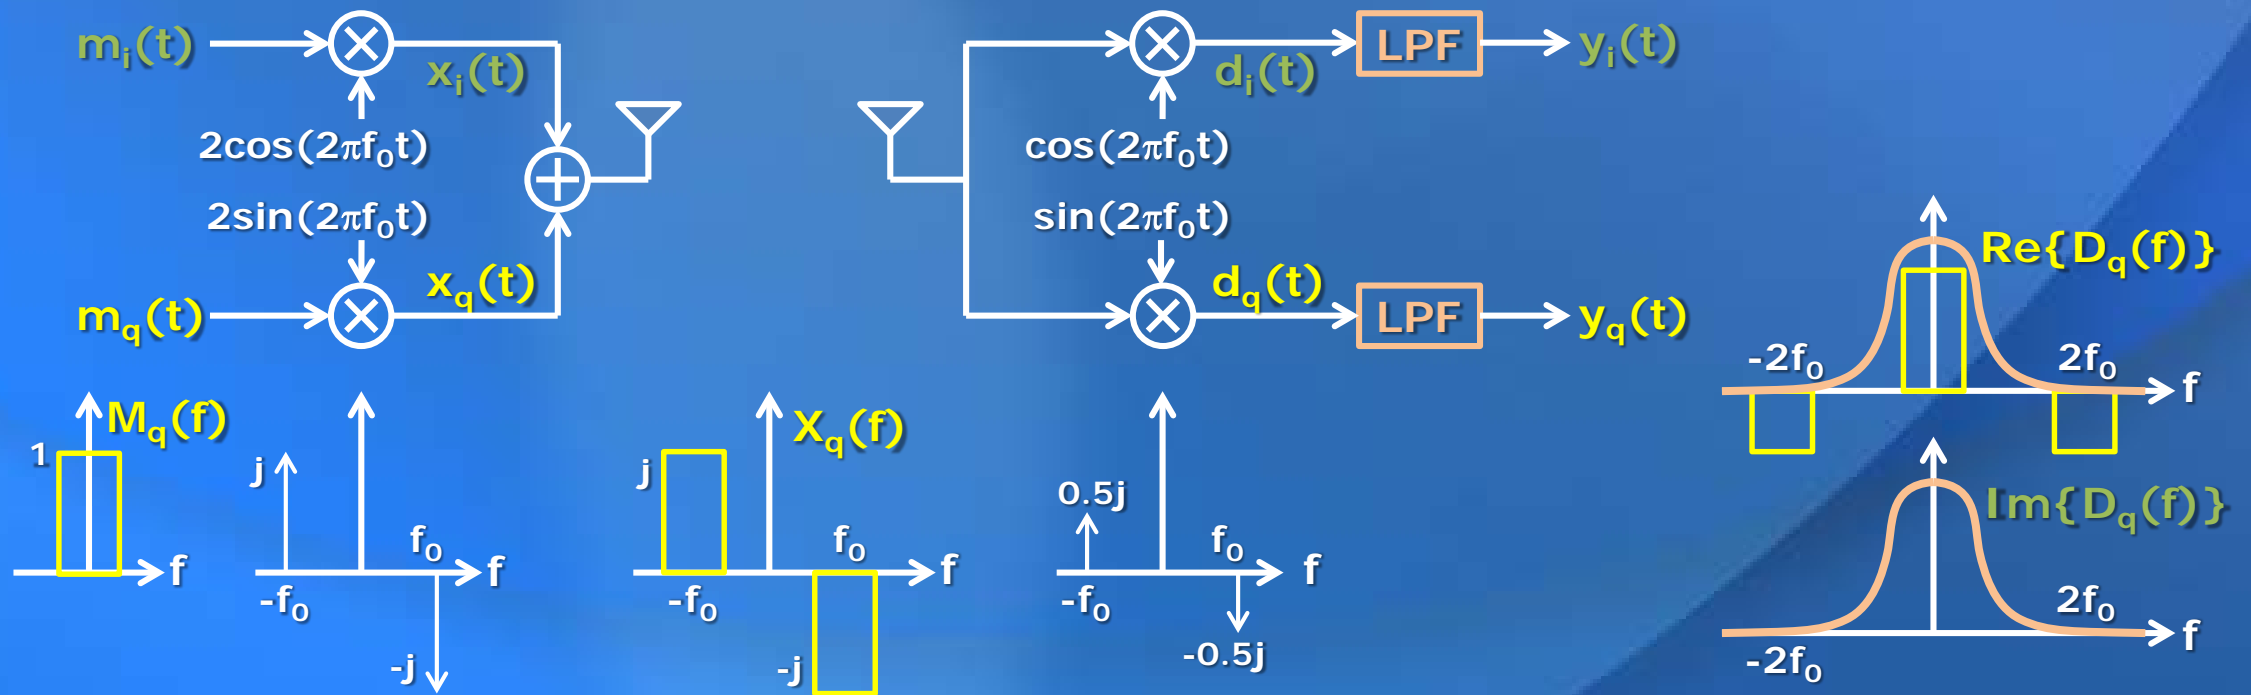 mi(t)
xi(t)
2cos(2πf0t)
2sin(2πf0t)
xq(t)
mq(t)
di(t)
LPF
yi(t)
cos(2πf0t)
sin(2πf0t)
dq(t)
LPF
yq(t)
Mq(f)
1
f
j
f0
f
-f0
-j
Xq(f)
j
f0
f
-f0
-j
0.5j
f0
f
-f0
-0.5j
Re{Dq(f)}
-2f0
2f0
f
Im{Dq(f)}
2f0
f
-2f0